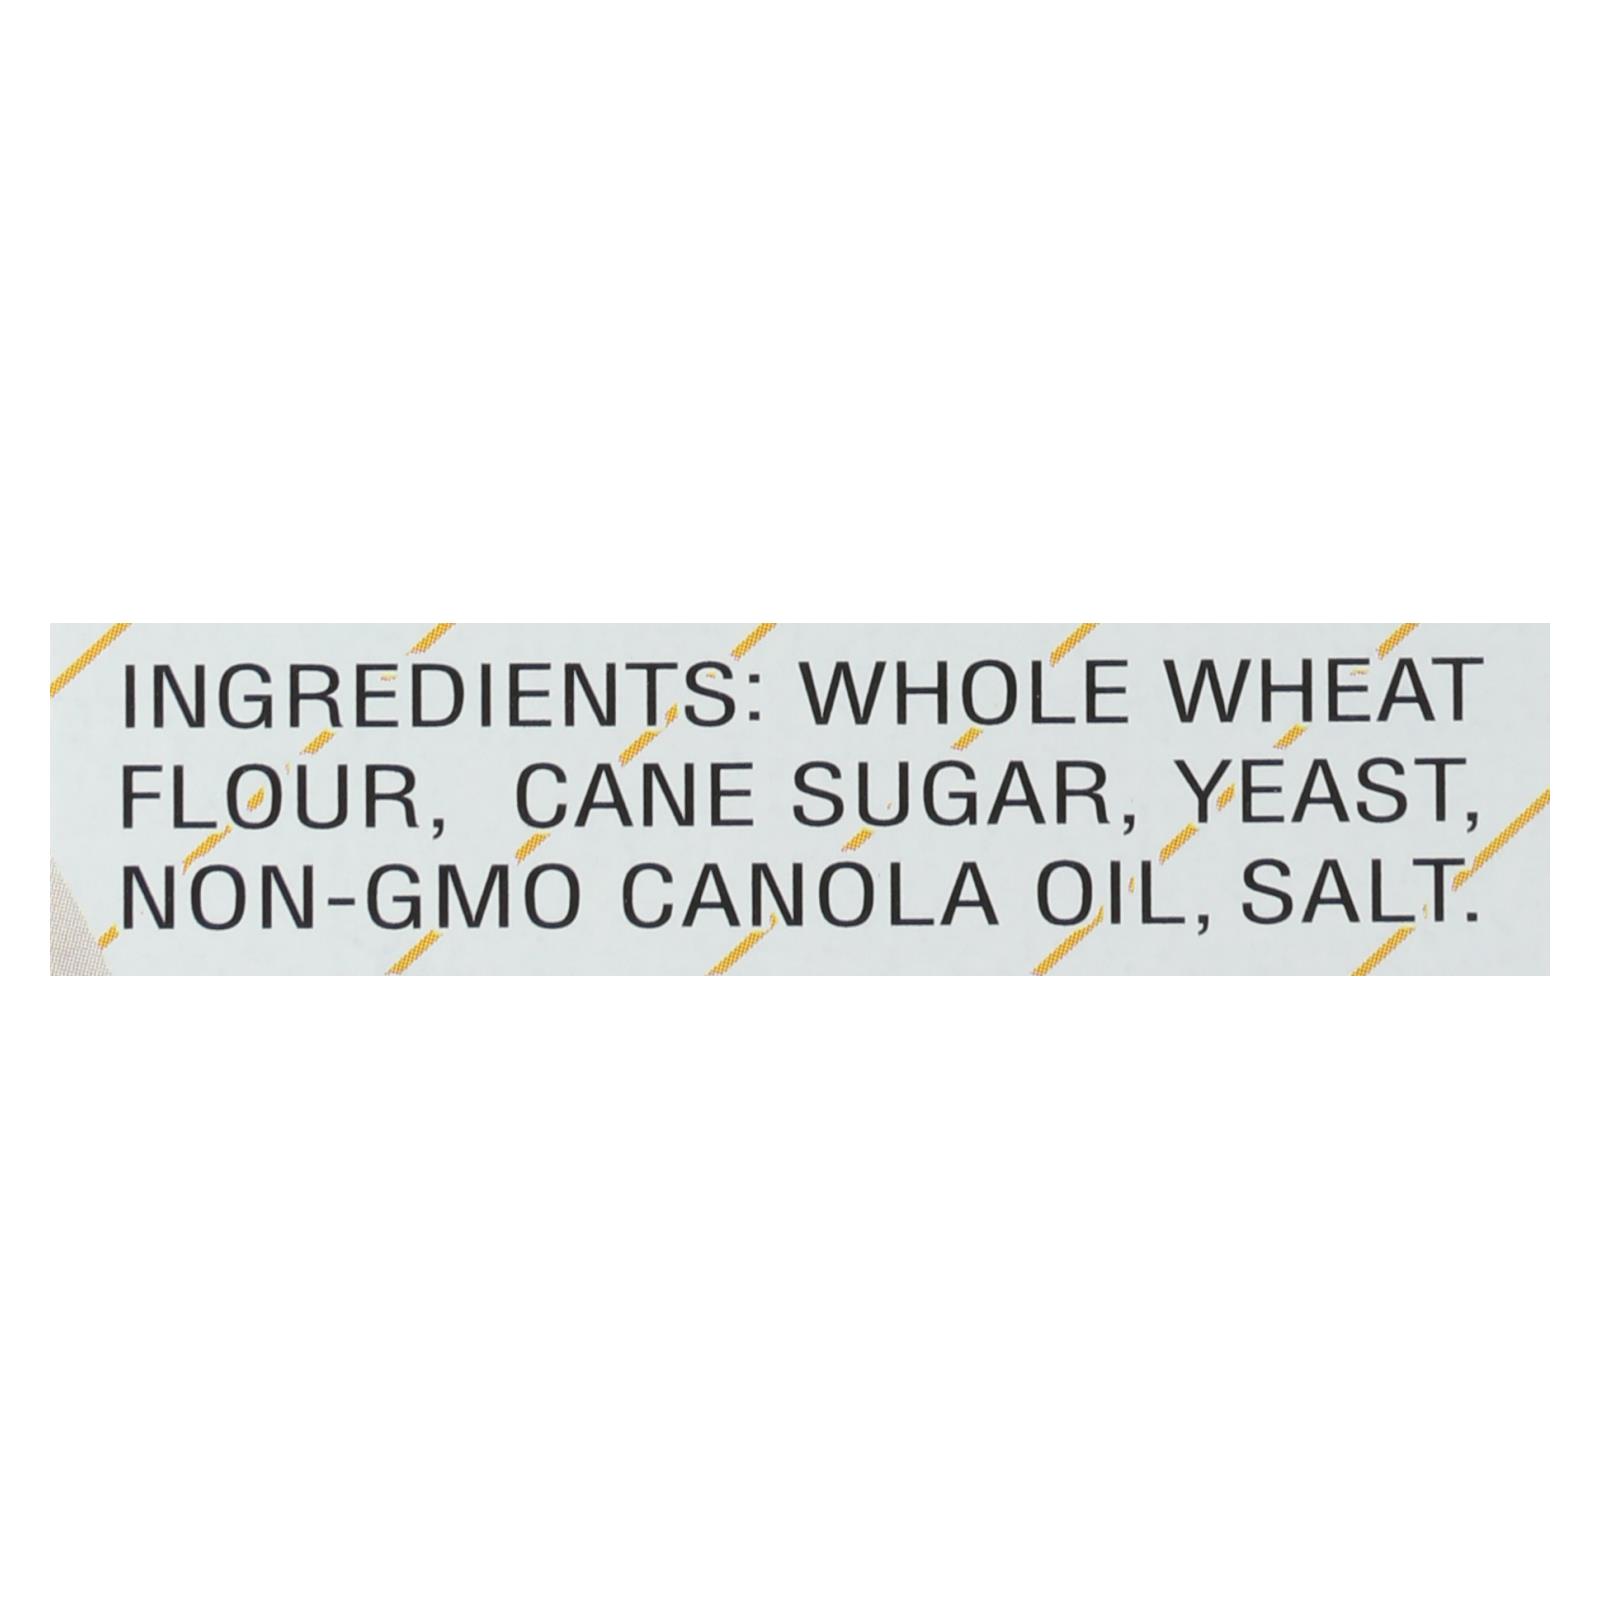 INGREDIENTS: WHOLE WHEAT
FLOUR, CANE SUGAR, YEAST,
NON-GMO CANOLA OIL, SALT.